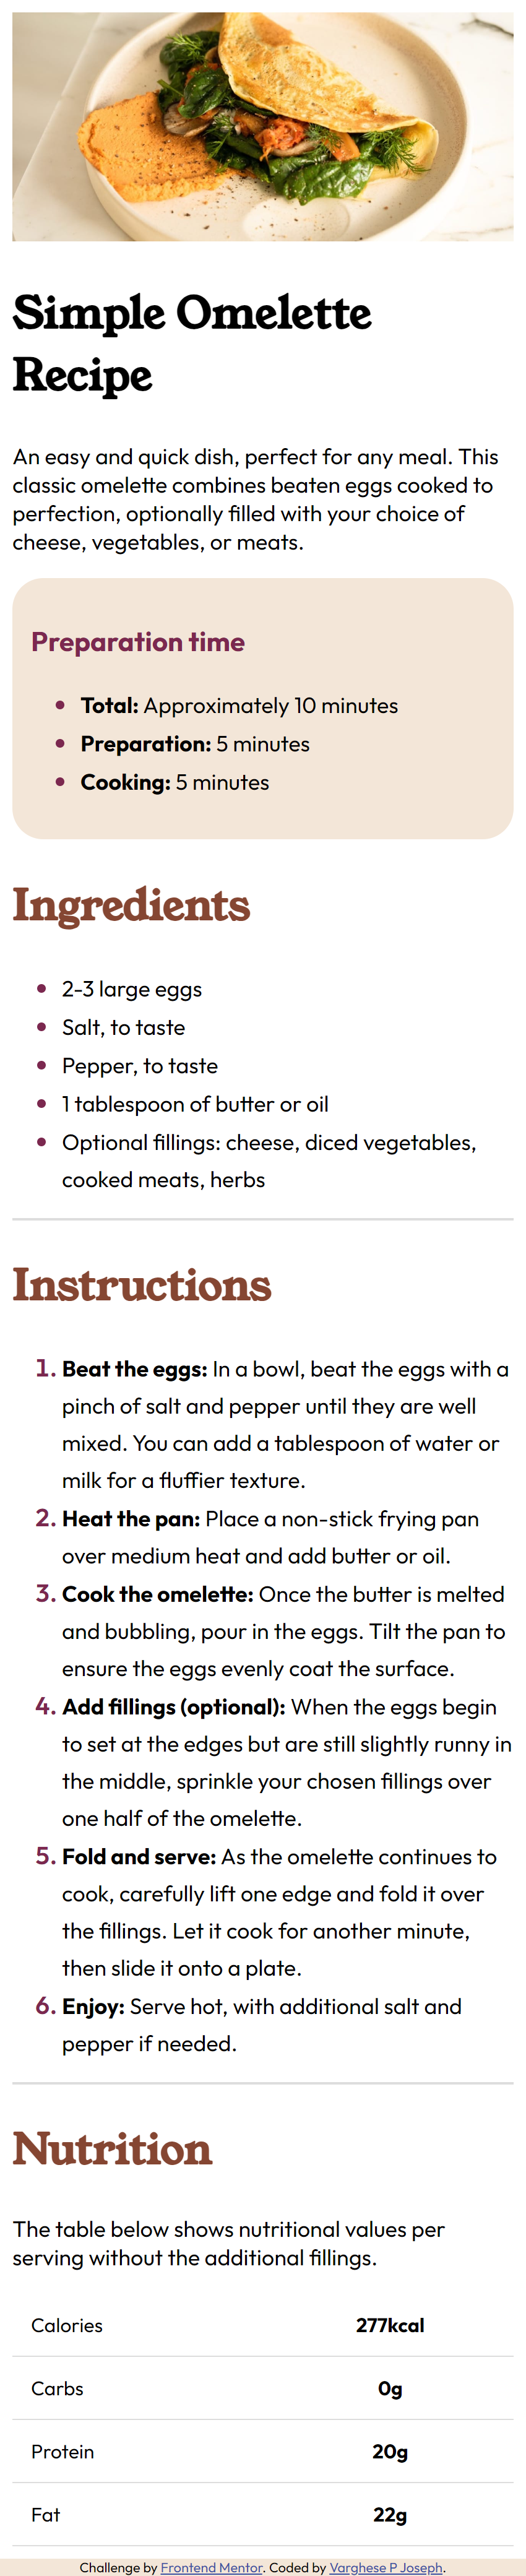 Simple Omelette
Recipe
An easy and quick dish, perfect for any meal. This
classic omelette combines beaten eggs cooked to
perfection, optionally filled with your choice of
cheese, vegetables, or meats.
Preparation time
• Total: Approximately 10 minutes
• Preparation: 5 minutes
• Cooking: 5 minutes
Ingredients
• 2-3 large eggs
• Salt, to taste
• Pepper, to taste
• 1 tablespoon of butter or oil
• Optional fillings: cheese, diced vegetables,
cooked meats, herbs
Instructions
1. Beat the eggs: In a bowl, beat the eggs with a
pinch of salt and pepper until they are well
mixed. You can add a tablespoon of water or
milk for a fluffier texture.
2. Heat the pan: Place a non-stick frying pan
over medium heat and add butter or oil.
3. Cook the omelette: Once the butter is melted
and bubbling, pour in the eggs. Tilt the pan to
ensure the eggs evenly coat the surface.
4. Add fillings (optional): When the eggs begin
to set at the edges but are still slightly runny in
the middle, sprinkle your chosen fillings over
one half of the omelette.
5. Fold and serve: As the omelette continues to
cook, carefully lift one edge and fold it over
the fillings. Let it cook for another minute,
then slide it onto a plate.
6. Enjoy: Serve hot, with additional salt and
pepper if needed.
Nutrition
The table below shows nutritional values per
serving without the additional fillings.
Calories 277kcal
Carbs 0g
Protein 20g
Fat 22g
Challenge by Frontend Mentor. Coded by Varghese P Joseph.